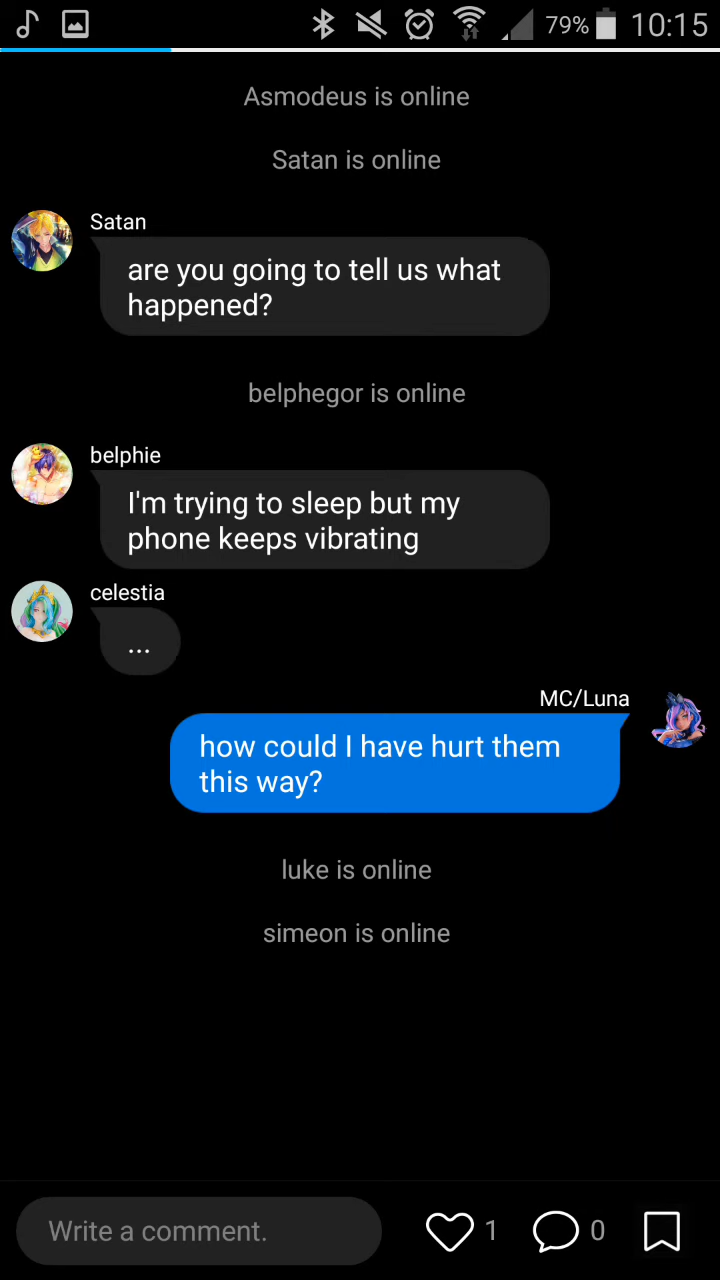 79% 10:15
Asmodeus is online
Satan is online
Satan
are you going to tell us what
happened?
belphegor is online
belphie
I'm trying to sleep but my
phone keeps vibrating
celestia
...
MC/Luna
how could I have hurt them
this way?
luke is online
simeon is online
Write a comment. 1 0